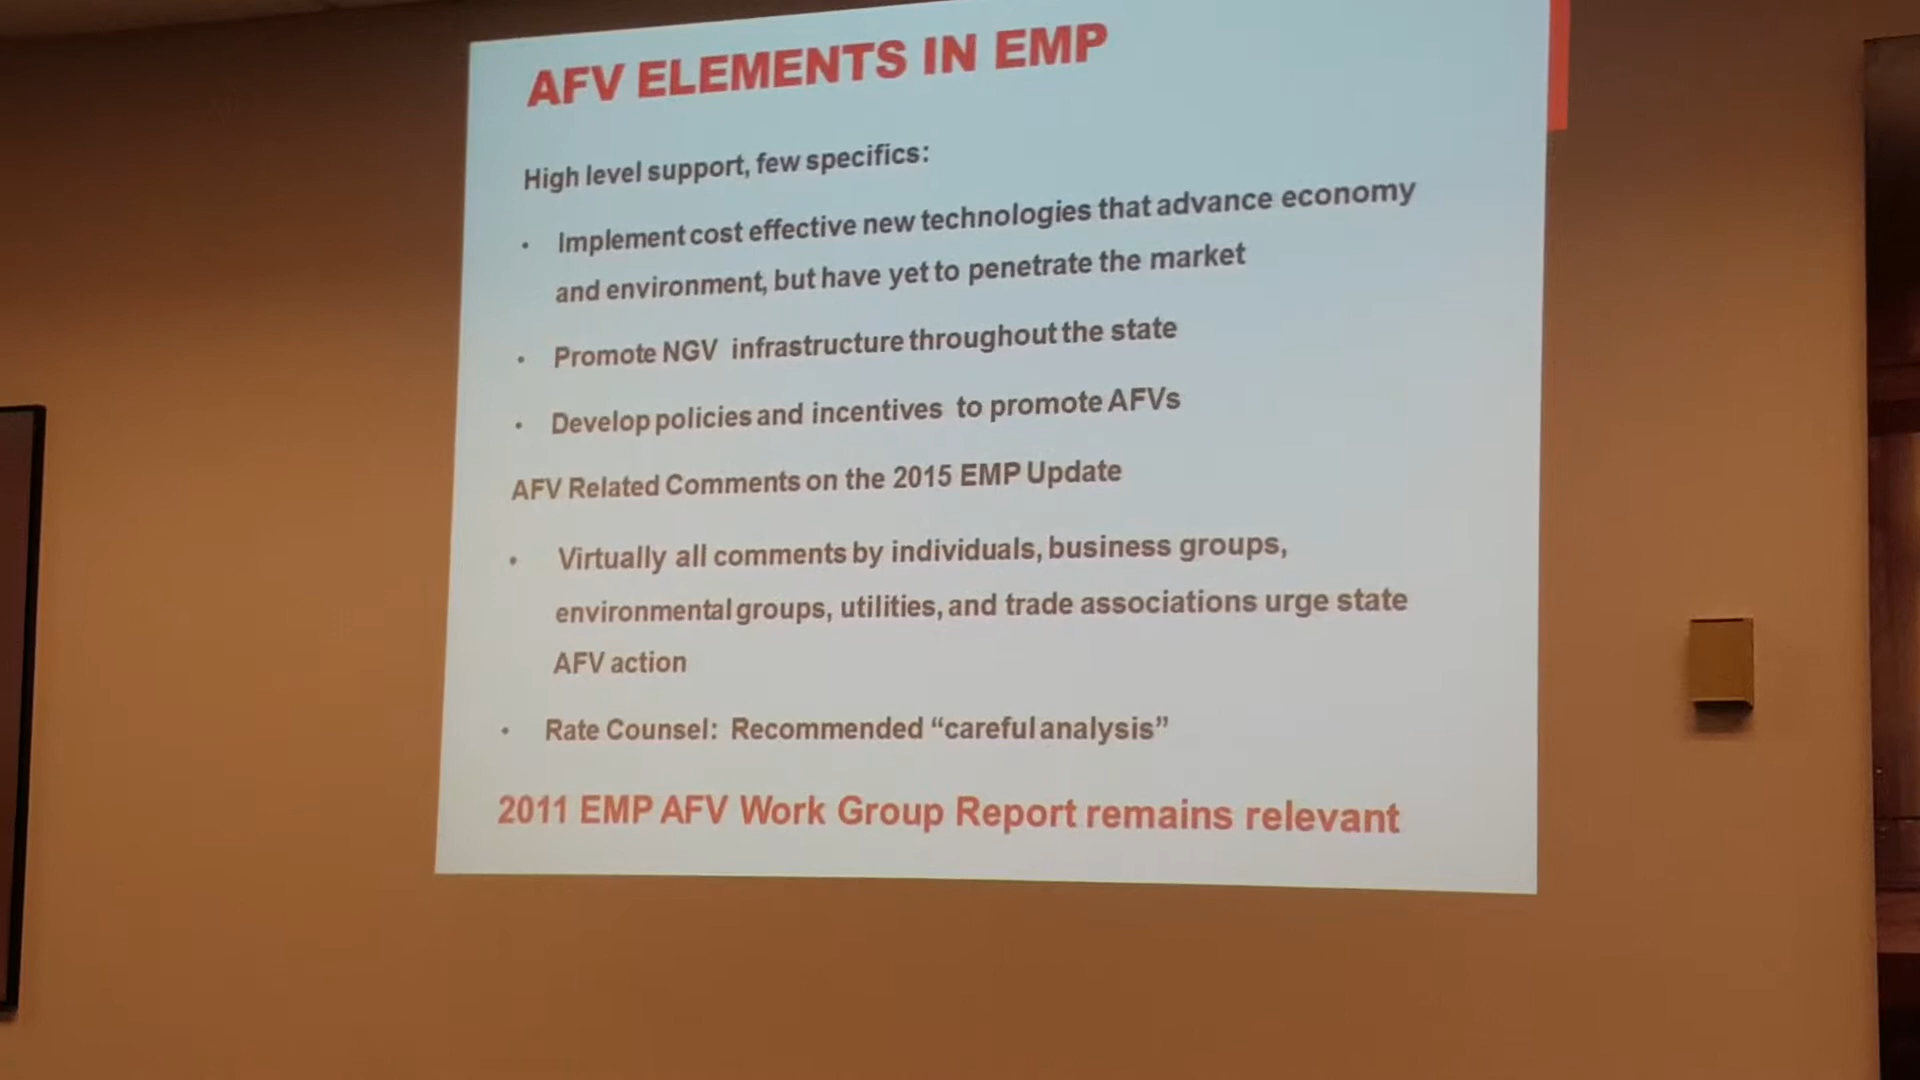 AFV ELEMENTS IN EMP
High level support, few specifics:
• Implement cost effective new technologies that advance economy
and environment, but have yet to penetrate the market
• Promote NGV infrastructure throughout the state
• Develop policies and incentives to promote AFVs
AFV Related Comments on the 2015 EMP Update
• Virtually all comments by individuals, business groups,
environmental groups, utilities, and trade associations urge state
AFV action
• Rate Counsel: Recommended “careful analysis”
2011 EMP AFV Work Group Report remains relevant